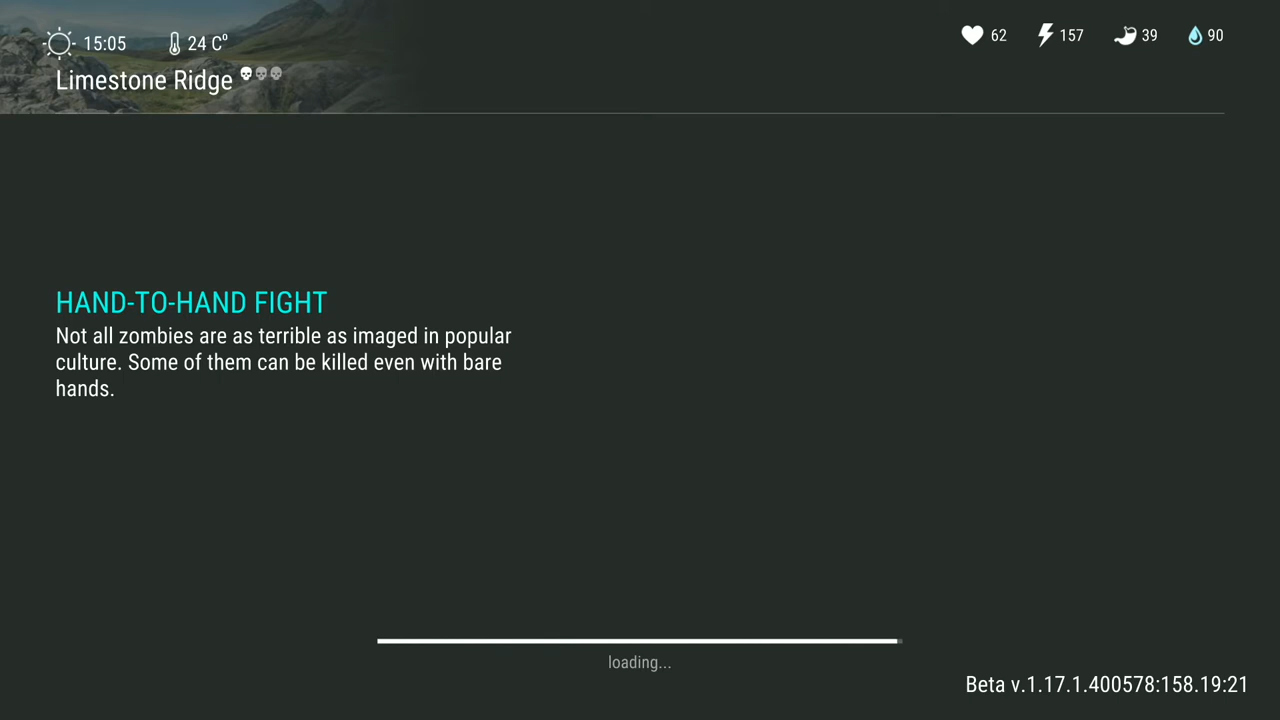 15:05 24 C⁰
62 157 39 90
Limestone Ridge
HAND-TO-HAND FIGHT
Not all zombies are as terrible as imaged in popular
culture. Some of them can be killed even with bare
hands.
loading...
Beta v.1.17.1.400578:158.19:21